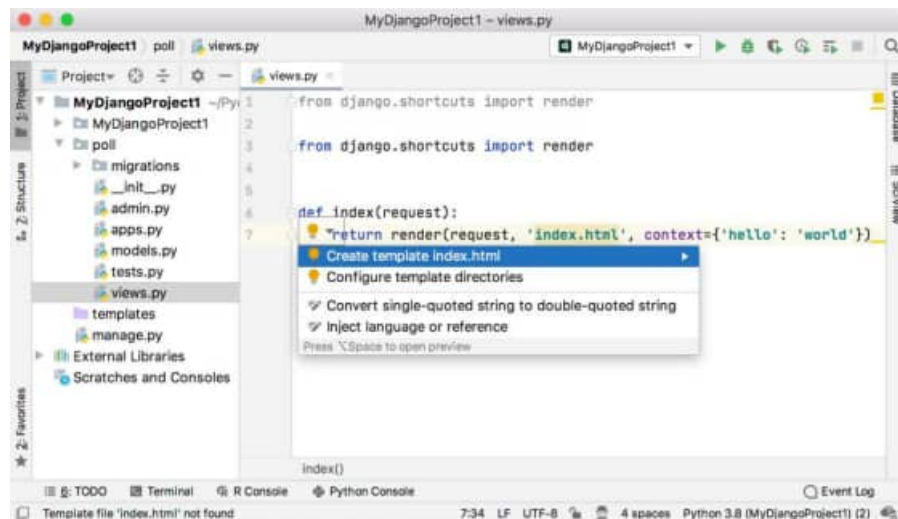 MyDjangoProject1 – views.py
MyDjangoProject1 poll views.py
MyDjangoProject1
Project
views.py
1: Project
2: Structure
2: Favorites
Database
SciView
MyDjangoProject1 ~/Py
MyDjangoProject1
poll
migrations
__init__.py
admin.py
apps.py
models.py
tests.py
views.py
templates
manage.py
External Libraries
Scratches and Consoles
1 from django.shortcuts import render
2
3 from django.shortcuts import render
4
5
6 def index(request):
7 return render(request, 'index.html', context={'hello': 'world'})
Create template index.html
Configure template directories
Convert single-quoted string to double-quoted string
Inject language or reference
Press ⌥Space to open preview
index()
6: TODO Terminal R Console Python Console Event Log
Template file 'index.html' not found 7:34 LF UTF-8 4 spaces Python 3.8 (MyDjangoProject1) (2)